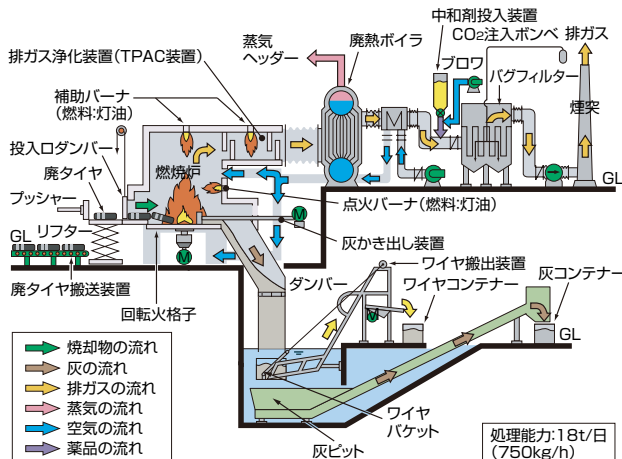 中和剤投入装置
CO2注入ボンベ
排ガス
蒸気
ヘッダー
廃熱ボイラ
ブロワ
バグフィルター
排ガス浄化装置(TPAC装置)
補助バーナ
(燃料:灯油)
煙突
投入口ダンパー
燃焼炉
廃タイヤ
プッシャー
GL
点火バーナ(燃料:灯油)
M
GL
リフター
M
灰かき出し装置
廃タイヤ搬送装置
回転火格子
ダンパー
ワイヤ搬出装置
ワイヤコンテナー
灰コンテナー
M
GL
焼却物の流れ
灰の流れ
排ガスの流れ
蒸気の流れ
空気の流れ
薬品の流れ
ワイヤ
バケット
灰ピット
処理能力:18t/日
(750kg/h)